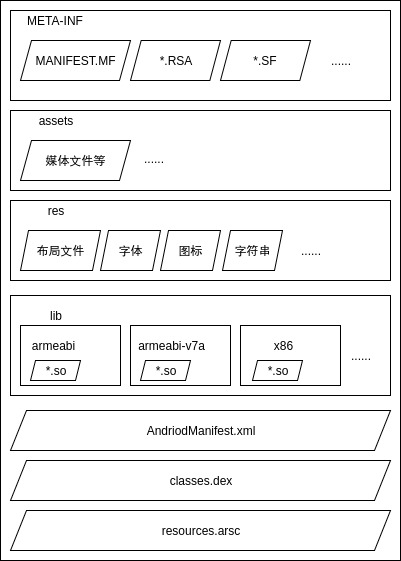 META-INF
MANIFEST.MF
*.RSA
*.SF
......
assets
媒体文件等
......
res
布局文件
字体
图标
字符串
......
lib
armeabi
*.so
armeabi-v7a
*.so
x86
*.so
......
AndriodManifest.xml
classes.dex
resources.arsc